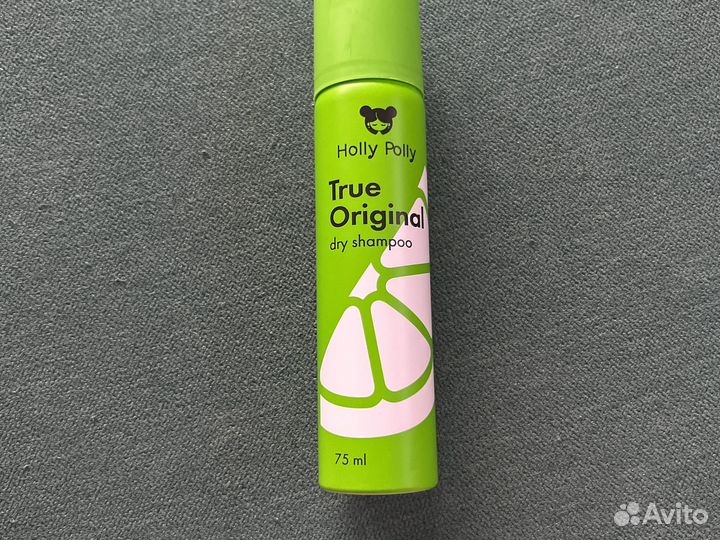 Holly Polly
True
Original
dry shampoo
75 ml
Avito